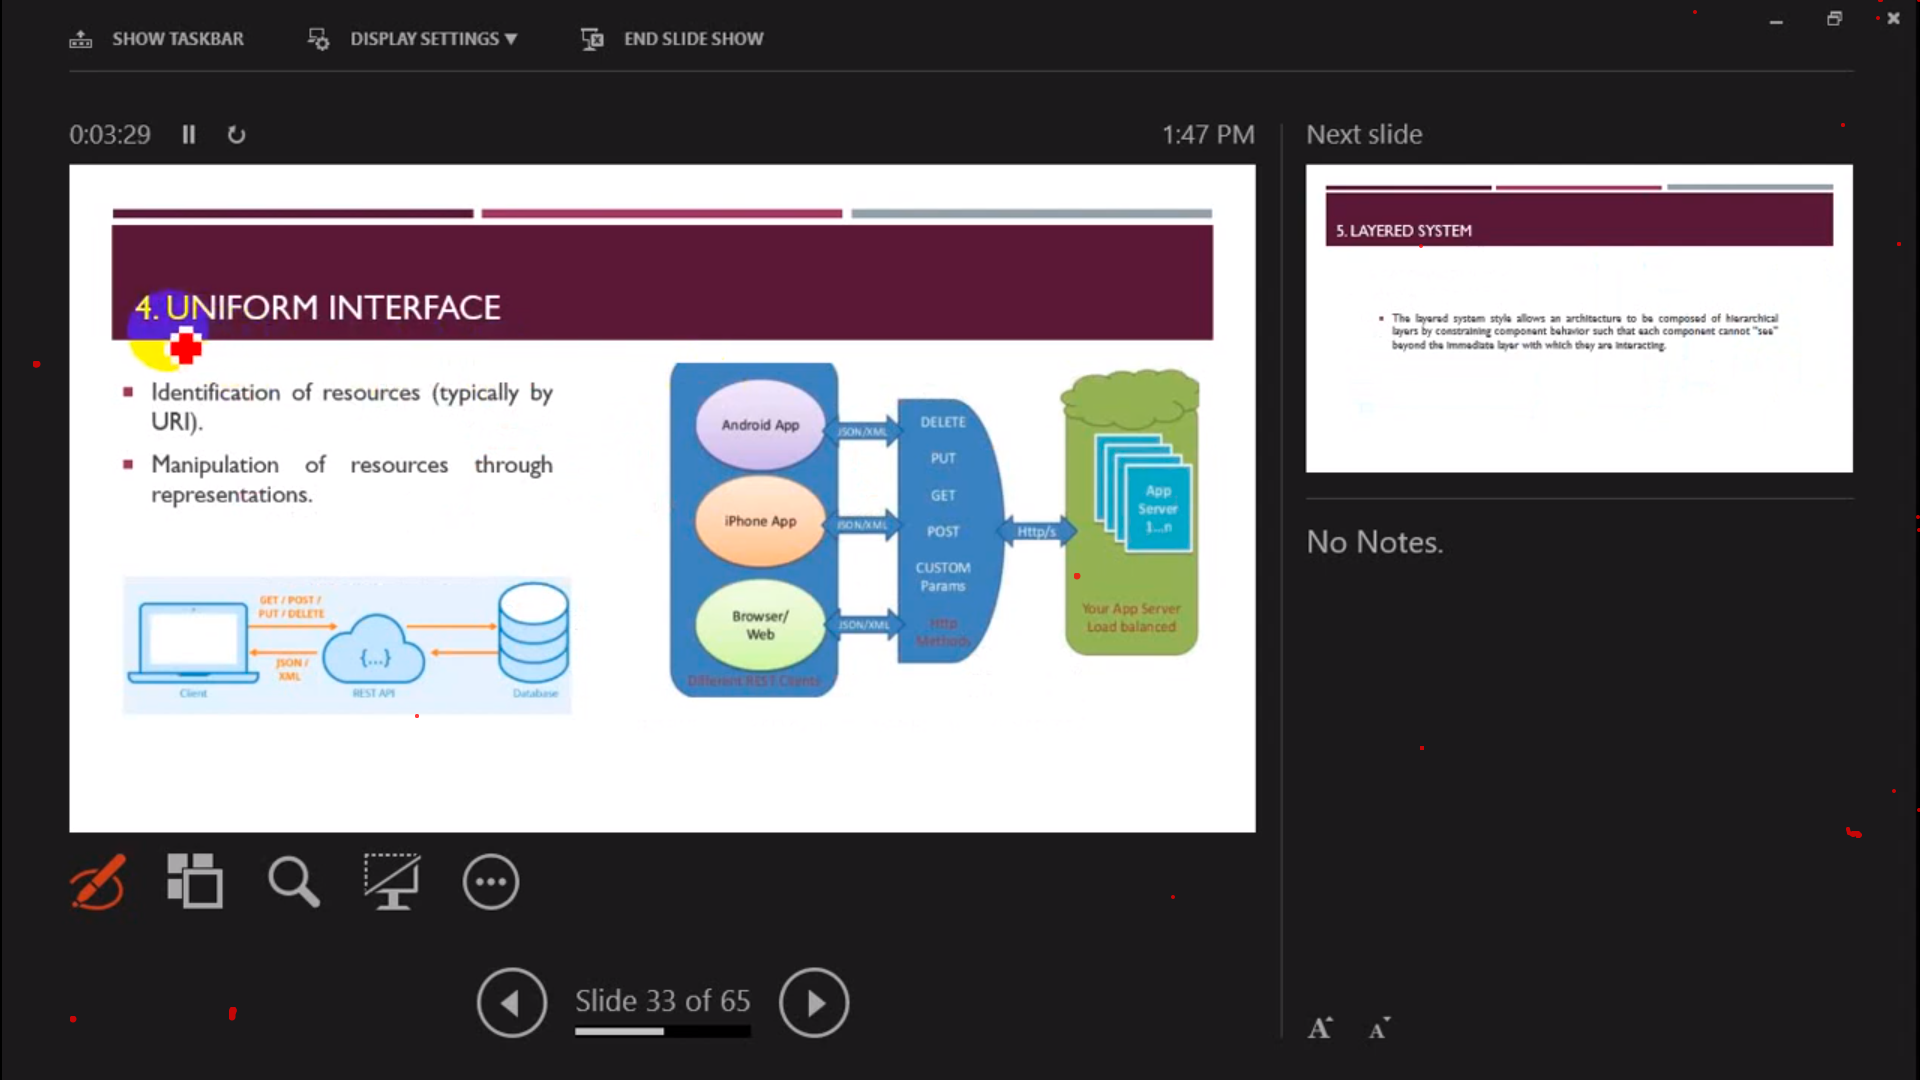 SHOW TASKBAR
DISPLAY SETTINGS
END SLIDE SHOW
0:03:29
1:47 PM
Next slide
4. UNIFORM INTERFACE
Identification of resources (typically by
URI).
Manipulation of resources through
representations.
GET / POST /
PUT / DELETE
{...}
JSON /
XML
Client
REST API
Database
Android App
iPhone App
Browser/
Web
Different REST Clients
JSON/XML
JSON/XML
JSON/XML
DELETE
PUT
GET
POST
CUSTOM
Params
Http
Methods
Http/s
App
Server
1...n
Your App Server
Load balanced
5. LAYERED SYSTEM
The layered system style allows an architecture to be composed of hierarchical
layers by constraining component behavior such that each component cannot "see"
beyond the immediate layer with which they are interacting.
No Notes.
Slide 33 of 65
A A